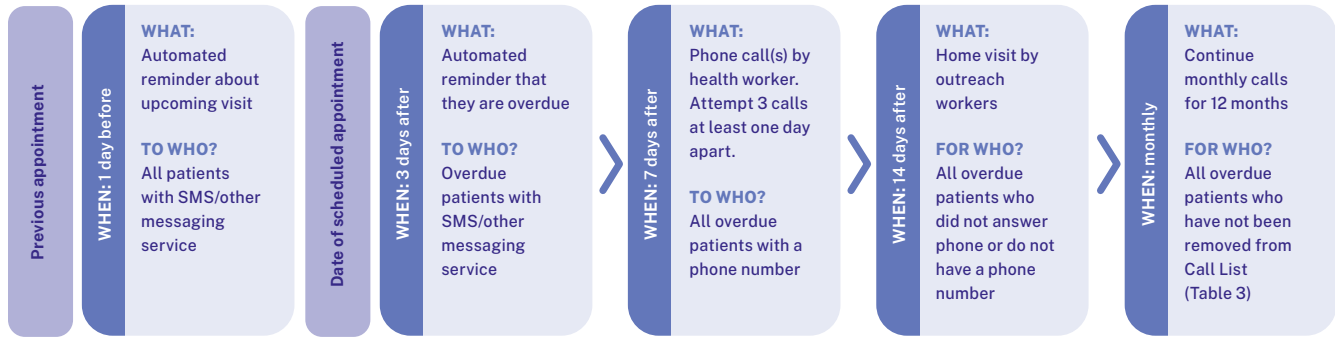 Previous appointment
WHEN: 1 day before
WHAT:
Automated
reminder about
upcoming visit
TO WHO?
All patients
with SMS/other
messaging
service
Date of scheduled appointment
WHEN: 3 days after
WHAT:
Automated
reminder that
they are overdue
TO WHO?
Overdue
patients with
SMS/other
messaging
service
WHEN: 7 days after
WHAT:
Phone call(s) by
health worker.
Attempt 3 calls
at least one day
apart.
TO WHO?
All overdue
patients with a
phone number
WHEN: 14 days after
WHAT:
Home visit by
outreach
workers
FOR WHO?
All overdue
patients who
did not answer
phone or do not
have a phone
number
WHEN: monthly
WHAT:
Continue
monthly calls
for 12 months
FOR WHO?
All overdue
patients who
have not been
removed from
Call List
(Table 3)